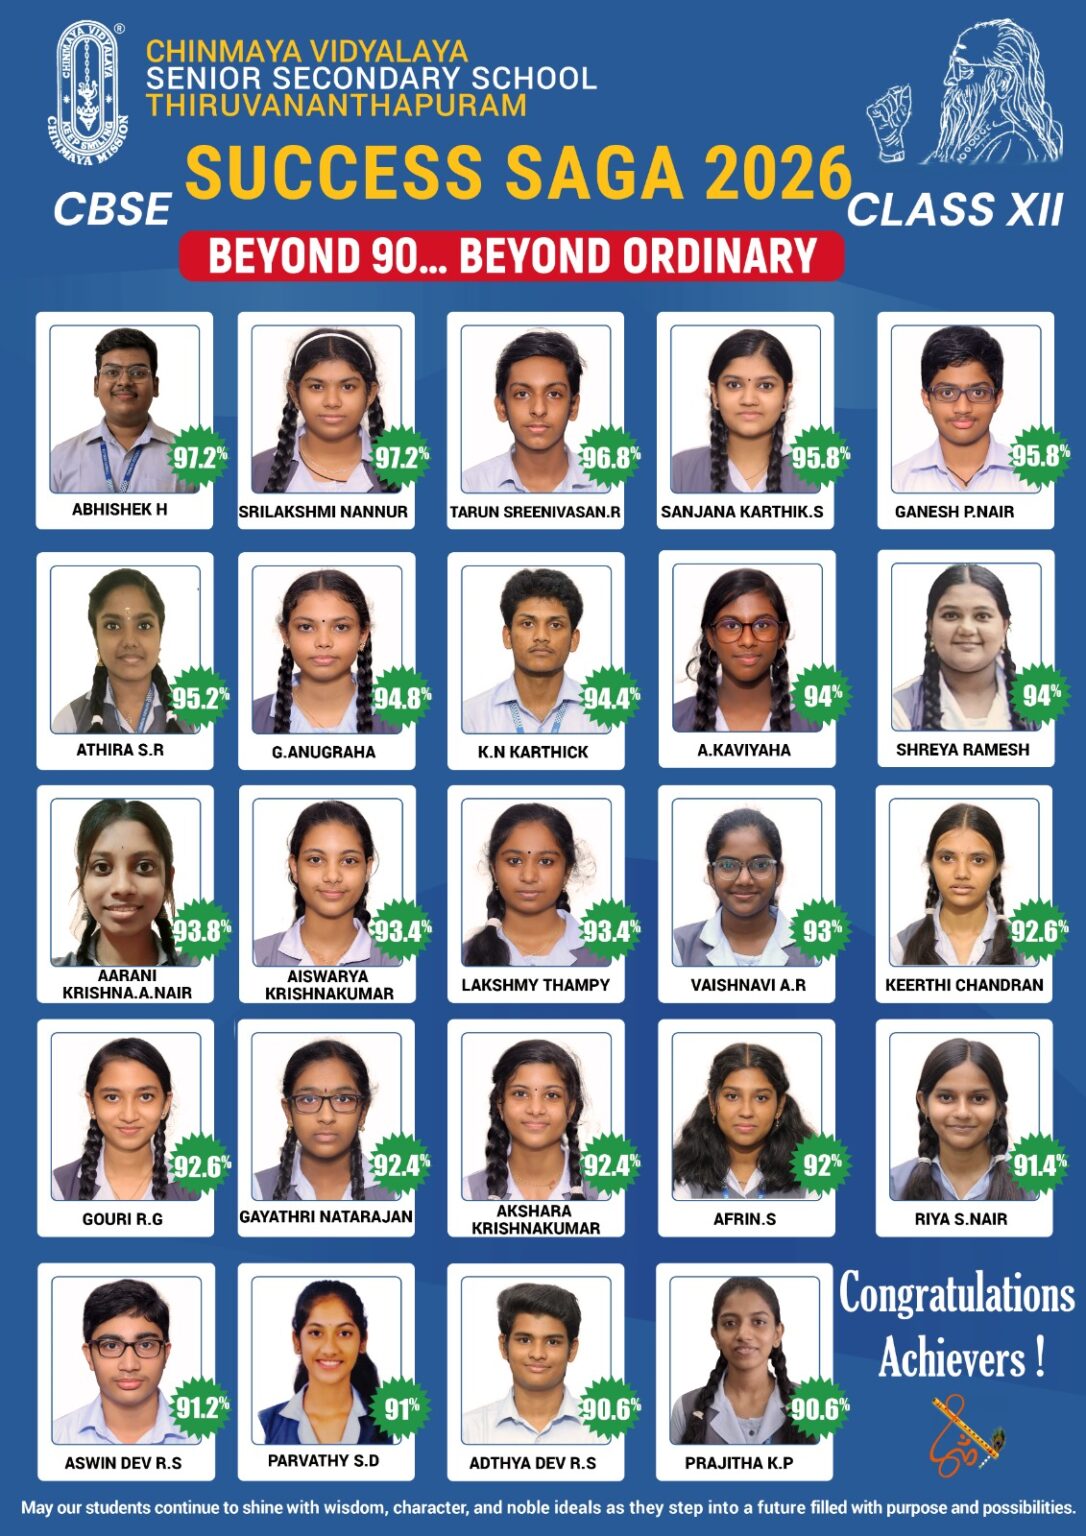 CHINMAYA VIDYALAYA
KEEP SMILING
CHINMAYA MISSION
®
CHINMAYA VIDYALAYA
SENIOR SECONDARY SCHOOL
THIRUVANANTHAPURAM
SUCCESS SAGA 2026
CBSE
CLASS XII
BEYOND 90... BEYOND ORDINARY
97.2%
ABHISHEK H
97.2%
SRILAKSHMI NANNUR
96.8%
TARUN SREENIVASAN.R
95.8%
SANJANA KARTHIK.S
95.8%
GANESH P.NAIR
95.2%
ATHIRA S.R
94.8%
G.ANUGRAHA
94.4%
K.N KARTHICK
94%
A.KAVIYAHA
94%
SHREYA RAMESH
93.8%
AARANI
KRISHNA.A.NAIR
93.4%
AISWARYA
KRISHNAKUMAR
93.4%
LAKSHMY THAMPY
93%
VAISHNAVI A.R
92.6%
KEERTHI CHANDRAN
92.6%
GOURI R.G
92.4%
GAYATHRI NATARAJAN
92.4%
AKSHARA
KRISHNAKUMAR
92%
AFRIN.S
91.4%
RIYA S.NAIR
91.2%
ASWIN DEV R.S
91%
PARVATHY S.D
90.6%
ADTHYA DEV R.S
90.6%
PRAJITHA K.P
Congratulations
Achievers !
May our students continue to shine with wisdom, character, and noble ideals as they step into a future filled with purpose and possibilities.